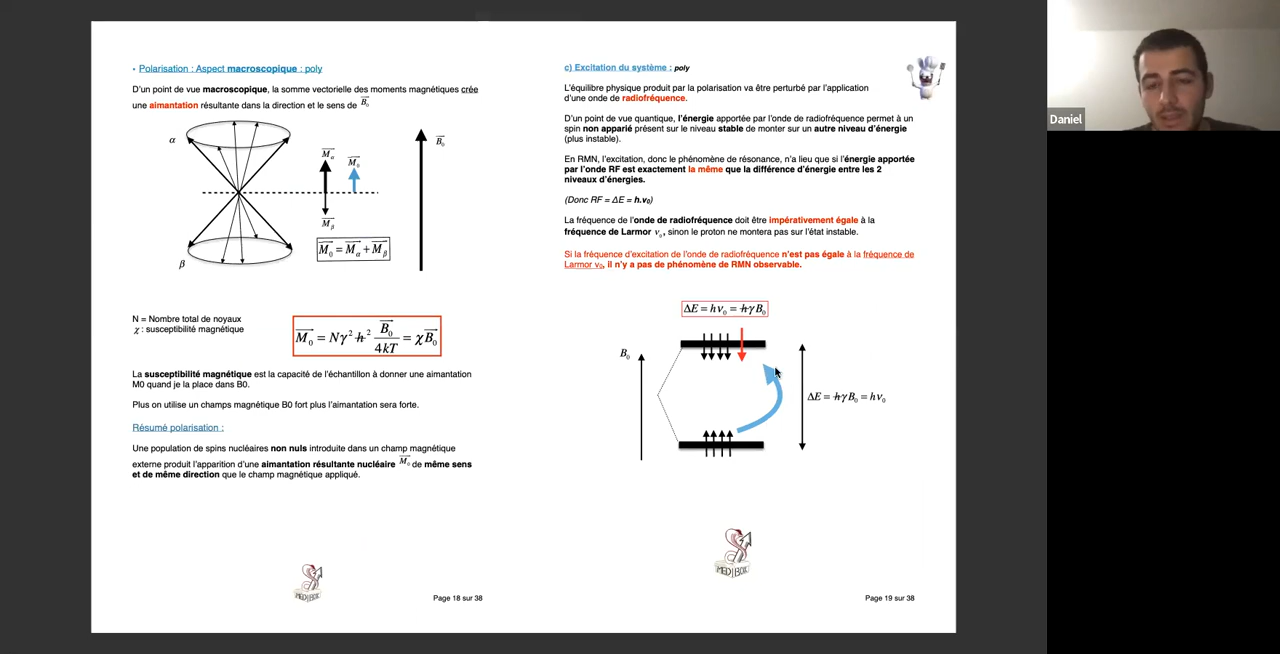 • Polarisation : Aspect macroscopique : poly
D'un point de vue macroscopique, la somme vectorielle des moments magnétiques crée
une aimantation résultante dans la direction et le sens de B₀
α
M_α
M₀
B₀
M_β
M₀ = M_α + M_β
β
N = Nombre total de noyaux
χ : susceptibilité magnétique
M₀ = Nγ²ħ² B₀/4kT = χB₀
La susceptibilité magnétique est la capacité de l'échantillon à donner une aimantation
M0 quand je la place dans B0.
Plus on utilise un champs magnétique B0 fort plus l'aimantation sera forte.
Résumé polarisation :
Une population de spins nucléaires non nuls introduite dans un champ magnétique
externe produit l'apparition d'une aimantation résultante nucléaire M₀ de même sens
et de même direction que le champ magnétique appliqué.
MED|BOX
Page 18 sur 38
c) Excitation du système : poly
L'équilibre physique produit par la polarisation va être perturbé par l'application
d'une onde de radiofréquence.
D'un point de vue quantique, l'énergie apportée par l'onde de radiofréquence permet à un
spin non apparié présent sur le niveau stable de monter sur un autre niveau d'énergie
(plus instable).
En RMN, l'excitation, donc le phénomène de résonance, n'a lieu que si l'énergie apportée
par l'onde RF est exactement la même que la différence d'énergie entre les 2
niveaux d'énergies.
(Donc RF = ΔE = h.ν₀)
La fréquence de l'onde de radiofréquence doit être impérativement égale à la
fréquence de Larmor ν₀, sinon le proton ne montera pas sur l'état instable.
Si la fréquence d'excitation de l'onde de radiofréquence n'est pas égale à la fréquence de
Larmor ν₀, il n'y a pas de phénomène de RMN observable.
ΔE = hν₀ = ħγB₀
B₀
ΔE = ħγB₀ = hν₀
MED|BOX
Page 19 sur 38
Daniel